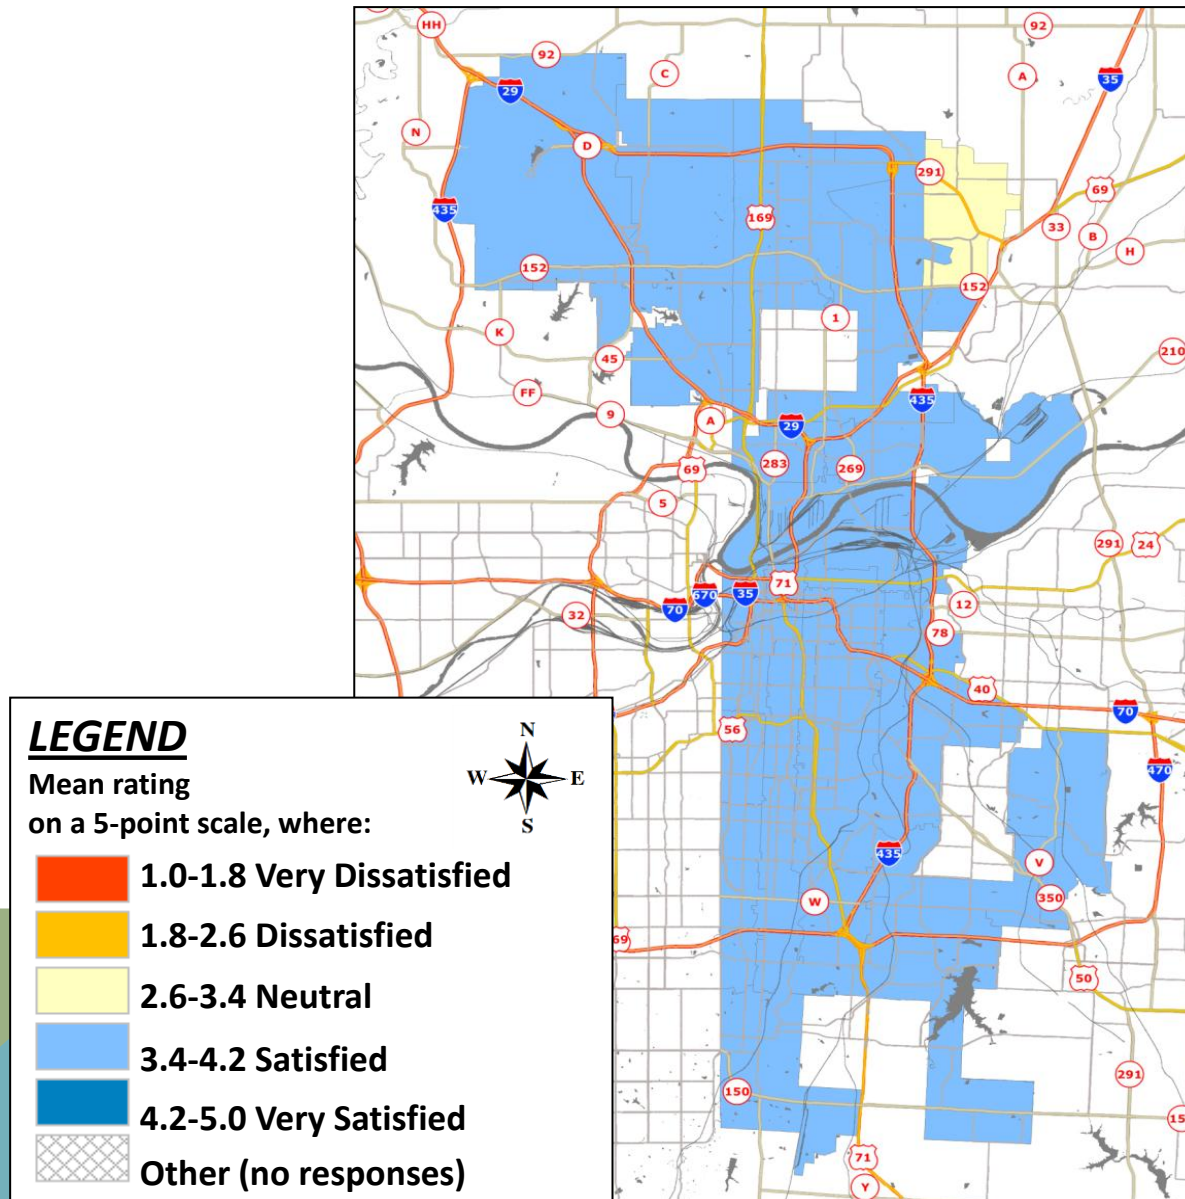 HH
92
92
C
A
35
29
N
D
291
69
435
169
33
B
H
152
152
K
1
45
210
FF
435
9
A
29
69
283
269
5
291
24
71
670
35
70
12
32
78
40
70
56
470
435
V
W
350
69
50
291
150
71
Y
LEGEND
N
W
E
S
Mean rating
on a 5-point scale, where:
1.0-1.8 Very Dissatisfied
1.8-2.6 Dissatisfied
2.6-3.4 Neutral
3.4-4.2 Satisfied
4.2-5.0 Very Satisfied
Other (no responses)